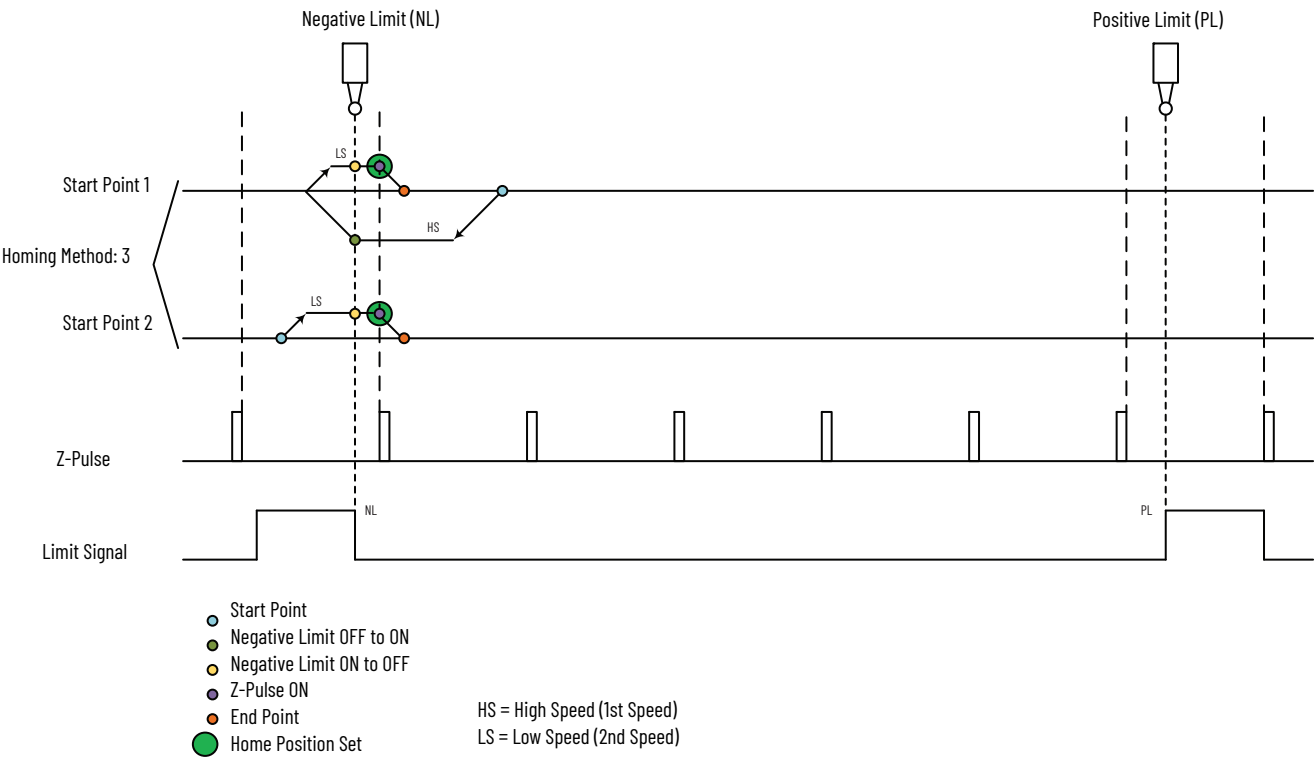 Negative Limit (NL)
Positive Limit (PL)
LS
Start Point 1
HS
Homing Method: 3
LS
Start Point 2
Z-Pulse
NL
PL
Limit Signal
Start Point
Negative Limit OFF to ON
Negative Limit ON to OFF
Z-Pulse ON
End Point
Home Position Set
HS = High Speed (1st Speed)
LS = Low Speed (2nd Speed)